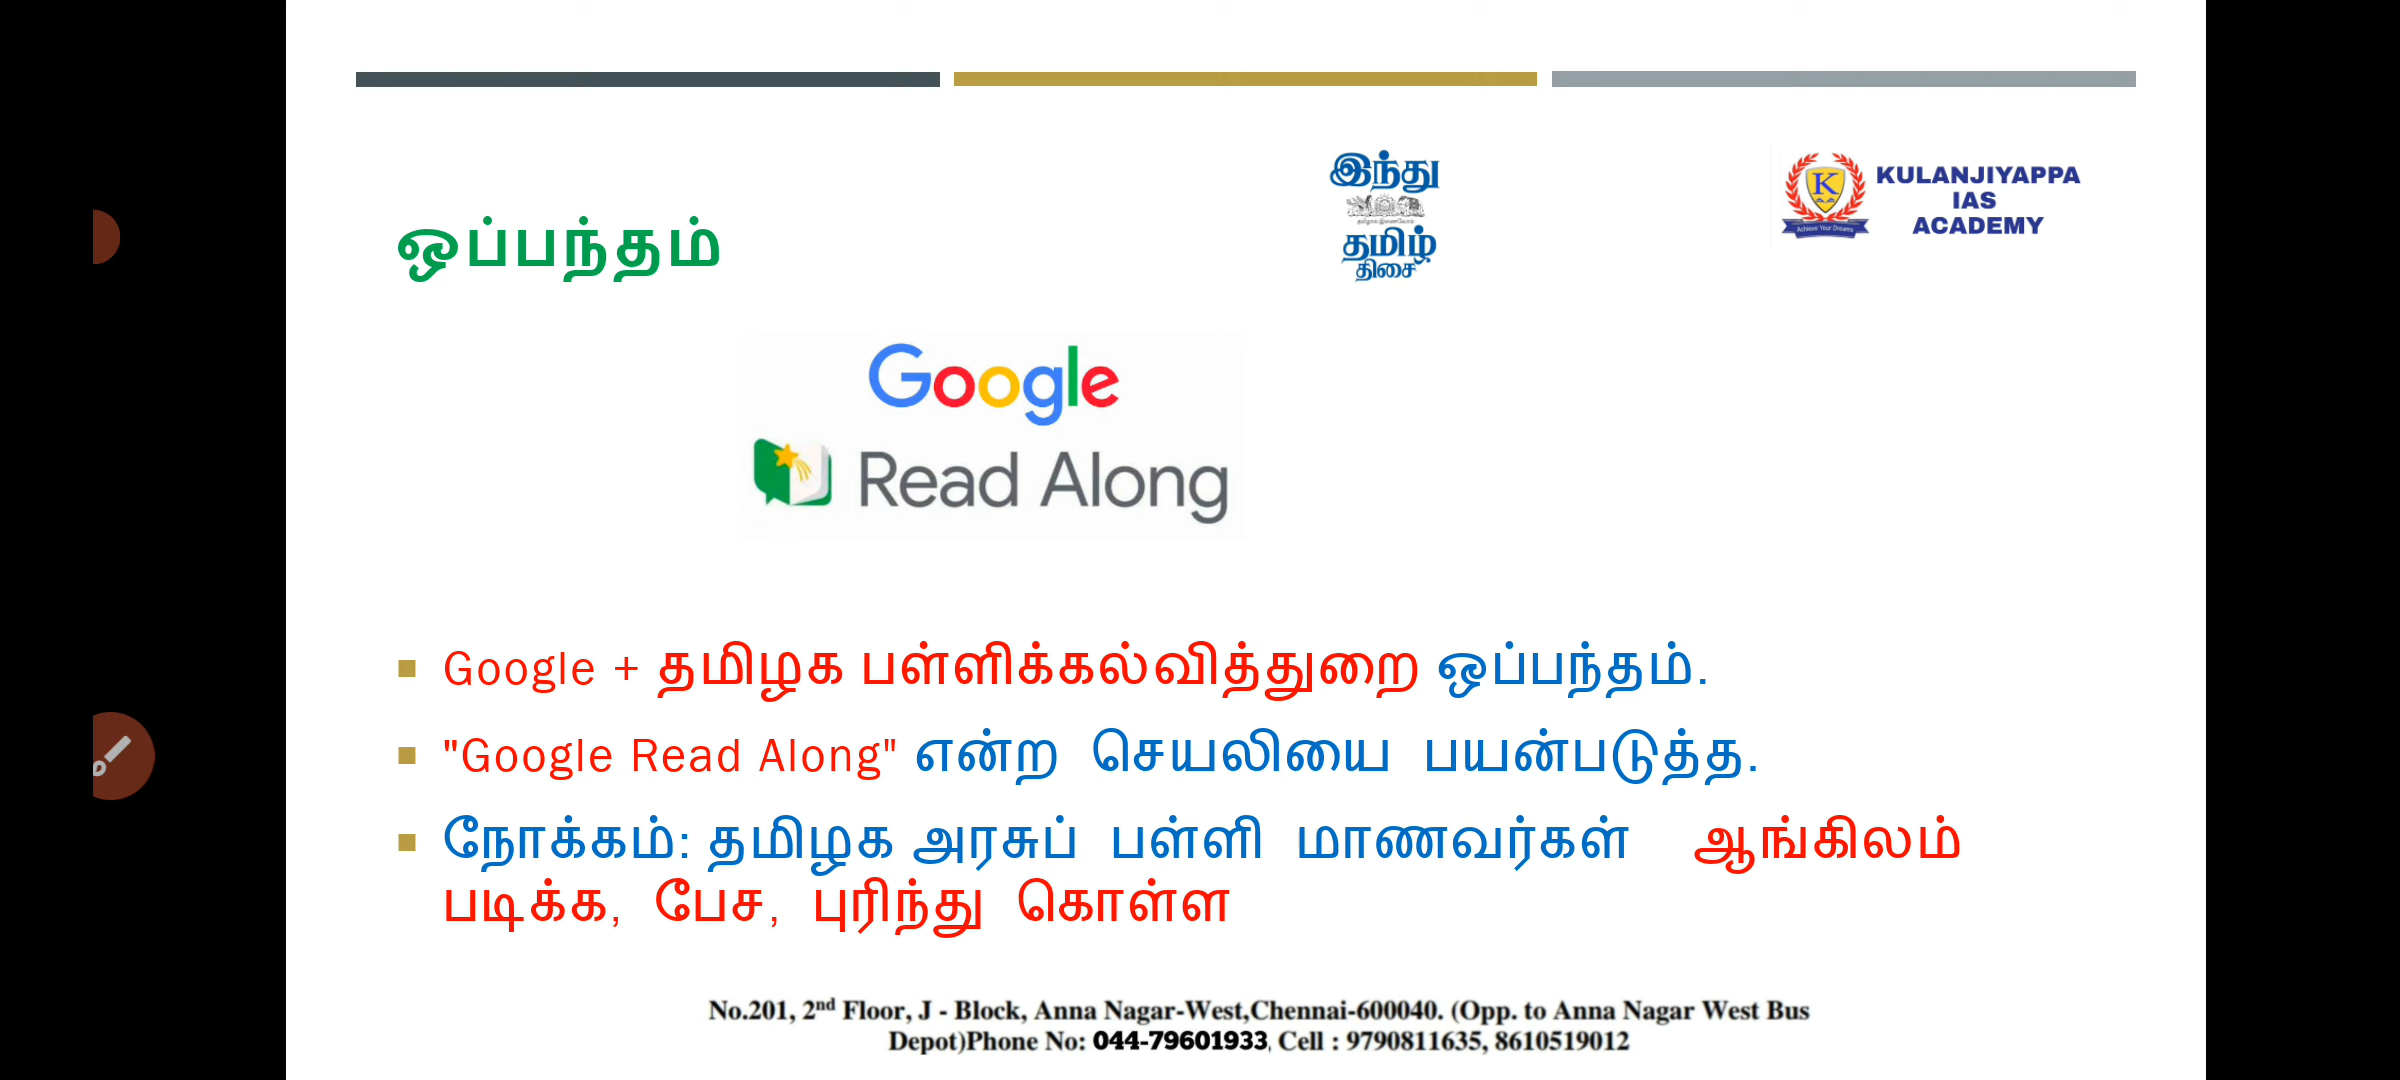 இந்து
தமிழ்
திசை
KULANJIYAPPA
IAS
ACADEMY
Achieve Your Dreams
ஒப்பந்தம்
Google
Read Along
Google + தமிழக பள்ளிக்கல்வித்துறை ஒப்பந்தம்.
"Google Read Along" என்ற செயலியை பயன்படுத்த.
நோக்கம்: தமிழக அரசுப் பள்ளி மாணவர்கள் ஆங்கிலம்
படிக்க, பேச, புரிந்து கொள்ள
No.201, 2nd Floor, J - Block, Anna Nagar-West,Chennai-600040. (Opp. to Anna Nagar West Bus
Depot)Phone No: 044-79601933, Cell : 9790811635, 8610519012